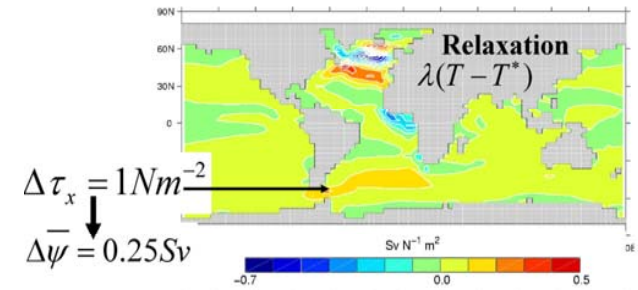 90N
60N
30N
0
Relaxation
λ(T − T*)
Δτₓ = 1Nm⁻²
Δψ̅ = 0.25Sv
Sv N⁻¹ m²
−0.7
0.0
0.5